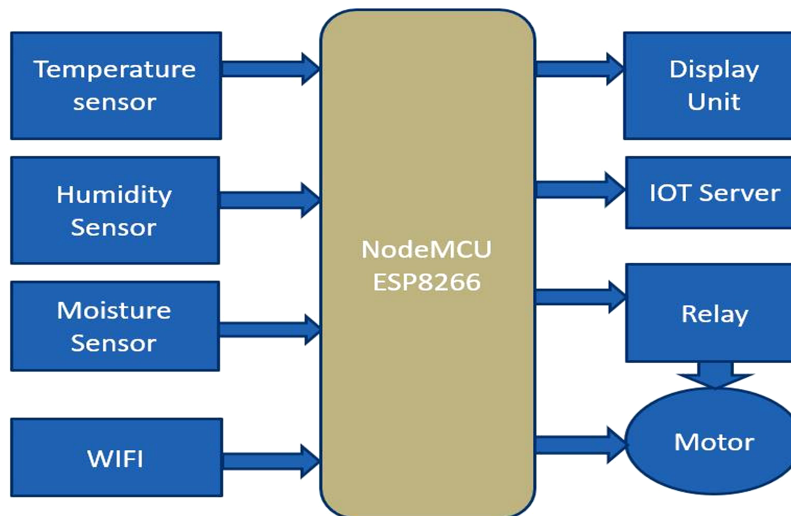 Temperature
sensor
Humidity
Sensor
Moisture
Sensor
WIFI
NodeMCU
ESP8266
Display
Unit
IOT Server
Relay
Motor